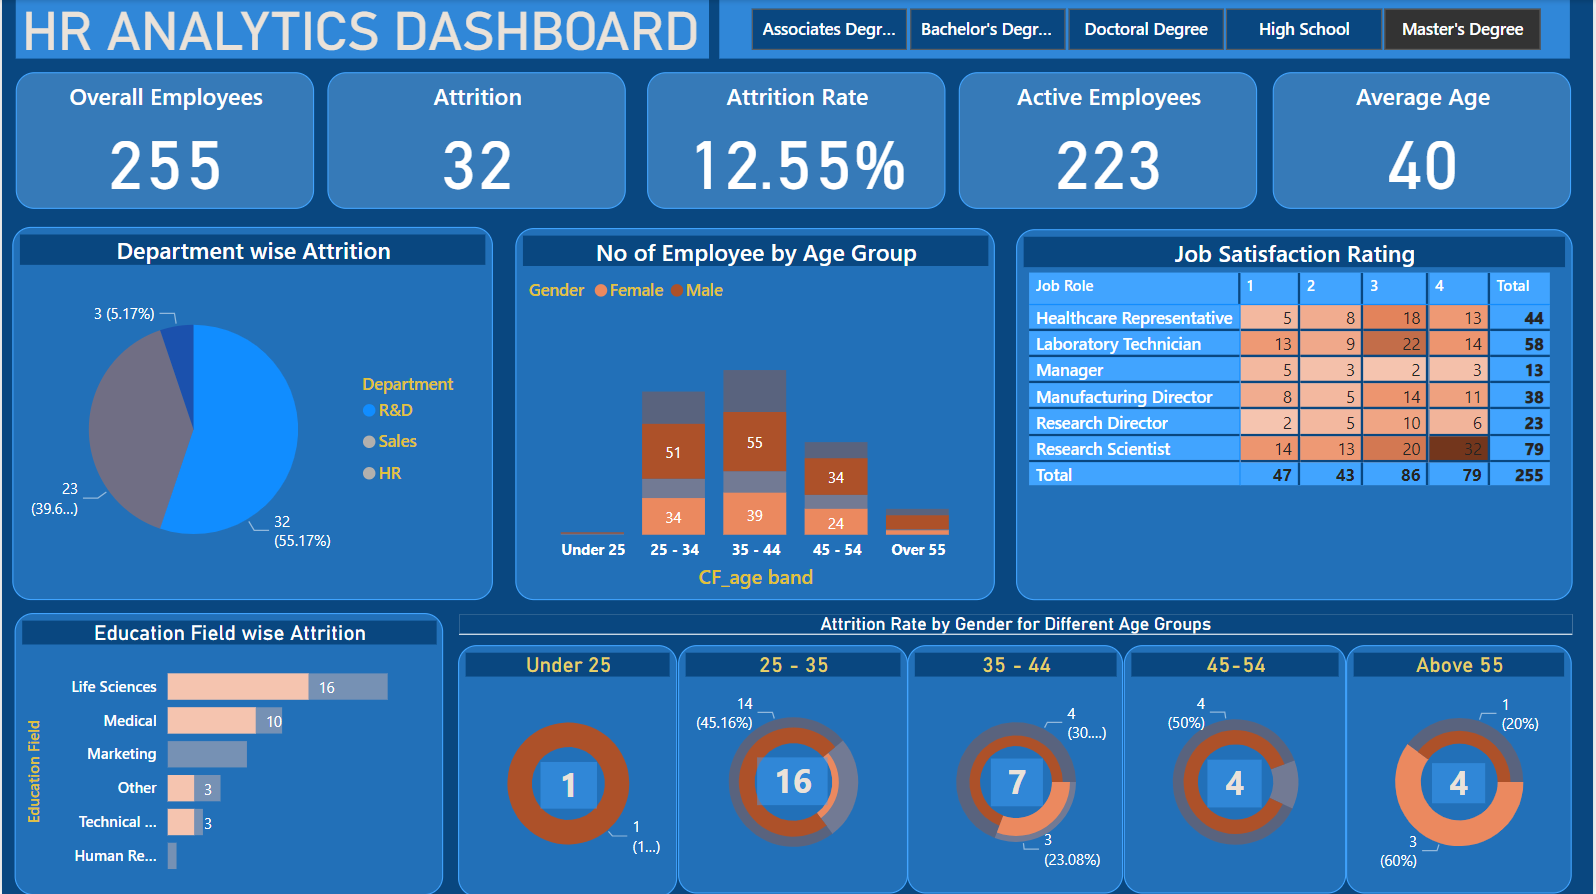 HR ANALYTICS DASHBOARD
Associates Degr... Bachelor's Degr... Doctoral Degree High School Master's Degree
Overall Employees
255
Attrition
32
Attrition Rate
12.55%
Active Employees
223
Average Age
40
Department wise Attrition
3 (5.17%)
23
(39.6...)
32
(55.17%)
Department
R&D
Sales
HR
No of Employee by Age Group
Gender Female Male
51
34
55
39
34
24
Under 25 25 - 34 35 - 44 45 - 54 Over 55
CF_age band
Job Satisfaction Rating
Job Role 1 2 3 4 Total
Healthcare Representative 5 8 18 13 44
Laboratory Technician 13 9 22 14 58
Manager 5 3 2 3 13
Manufacturing Director 8 5 14 11 38
Research Director 2 5 10 6 23
Research Scientist 14 13 20 32 79
Total 47 43 86 79 255
Education Field wise Attrition
Education Field
Life Sciences 16
Medical 10
Marketing
Other 3
Technical ... 3
Human Re...
Attrition Rate by Gender for Different Age Groups
Under 25
1
1
(1...)
25 - 35
14
(45.16%)
16
35 - 44
4
(30....)
7
3
(23.08%)
45-54
4
(50%)
4
Above 55
1
(20%)
4
3
(60%)